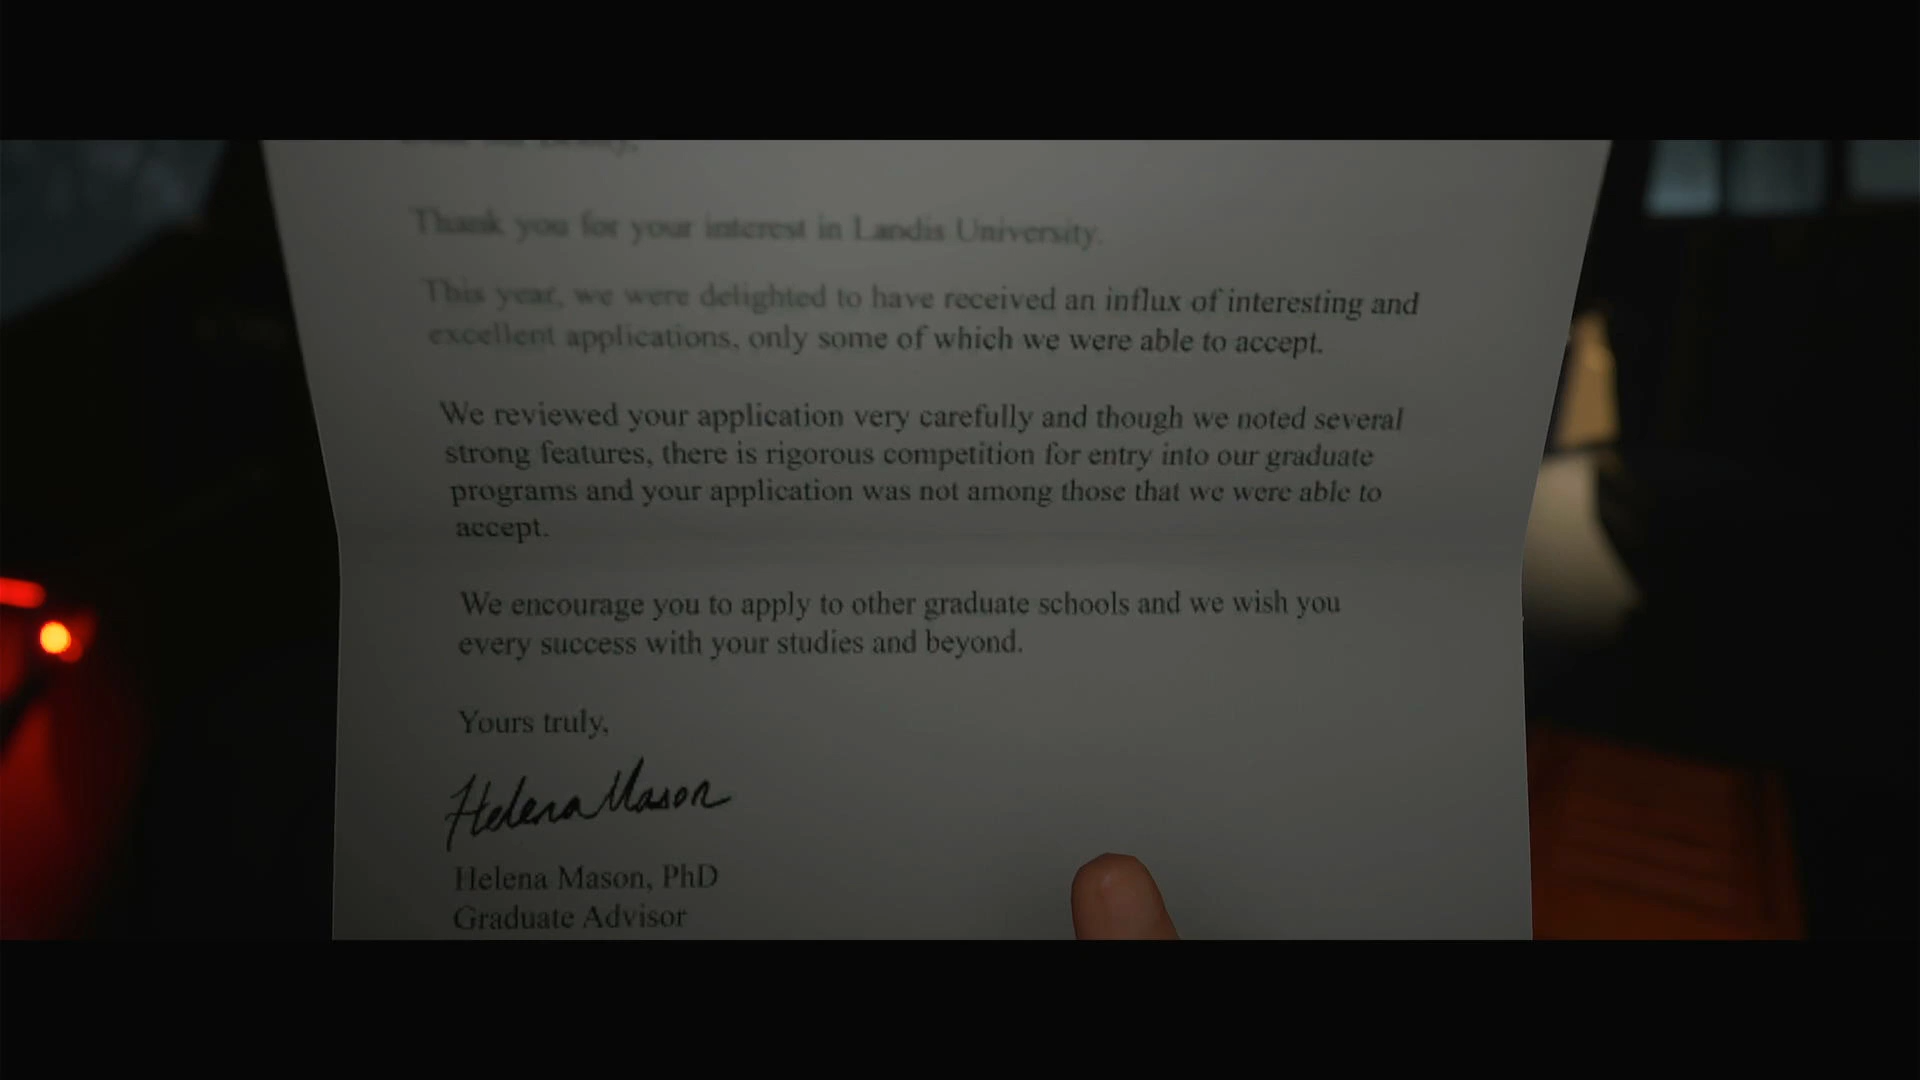 Thank you for your interest in Landis University.
This year, we were delighted to have received an influx of interesting and
excellent applications, only some of which we were able to accept.
We reviewed your application very carefully and though we noted several
strong features, there is rigorous competition for entry into our graduate
programs and your application was not among those that we were able to
accept.
We encourage you to apply to other graduate schools and we wish you
every success with your studies and beyond.
Yours truly,
Helena Mason
Helena Mason, PhD
Graduate Advisor